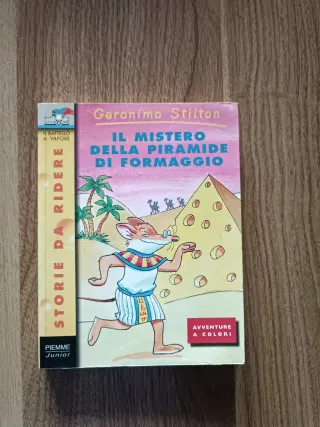 IL BATTELLO
A VAPORE
STORIE DA RIDERE
PIEMME
Junior
Geronimo Stilton
IL MISTERO
DELLA PIRAMIDE
DI FORMAGGIO
AVVENTURE
A COLORI